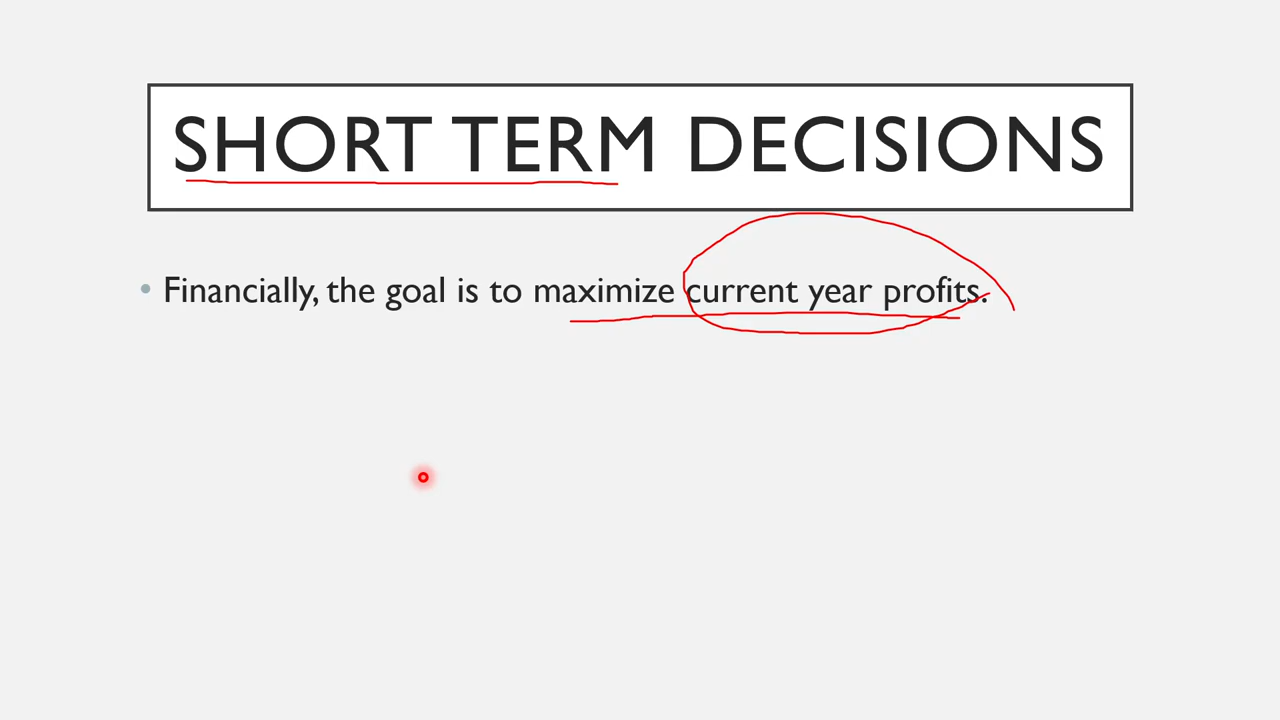 SHORT TERM DECISIONS
• Financially, the goal is to maximize current year profits.